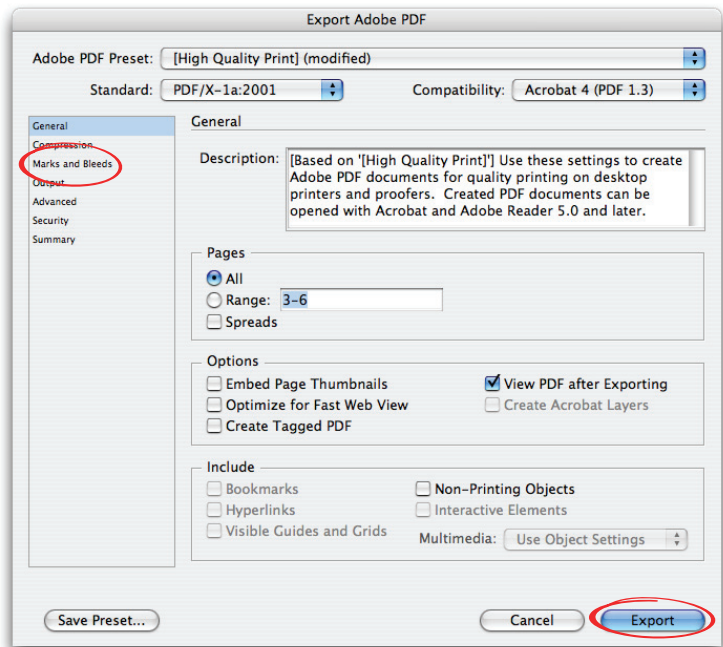 Export Adobe PDF
Adobe PDF Preset: [High Quality Print] (modified)
Standard: PDF/X-1a:2001 Compatibility: Acrobat 4 (PDF 1.3)
General
Compression
Marks and Bleeds
Output
Advanced
Security
Summary
General
Description: [Based on '[High Quality Print]'] Use these settings to create
Adobe PDF documents for quality printing on desktop
printers and proofers. Created PDF documents can be
opened with Acrobat and Adobe Reader 5.0 and later.
Pages
All
Range: 3-6
Spreads
Options
Embed Page Thumbnails View PDF after Exporting
Optimize for Fast Web View Create Acrobat Layers
Create Tagged PDF
Include
Bookmarks Non-Printing Objects
Hyperlinks Interactive Elements
Visible Guides and Grids Multimedia: Use Object Settings
Save Preset... Cancel Export